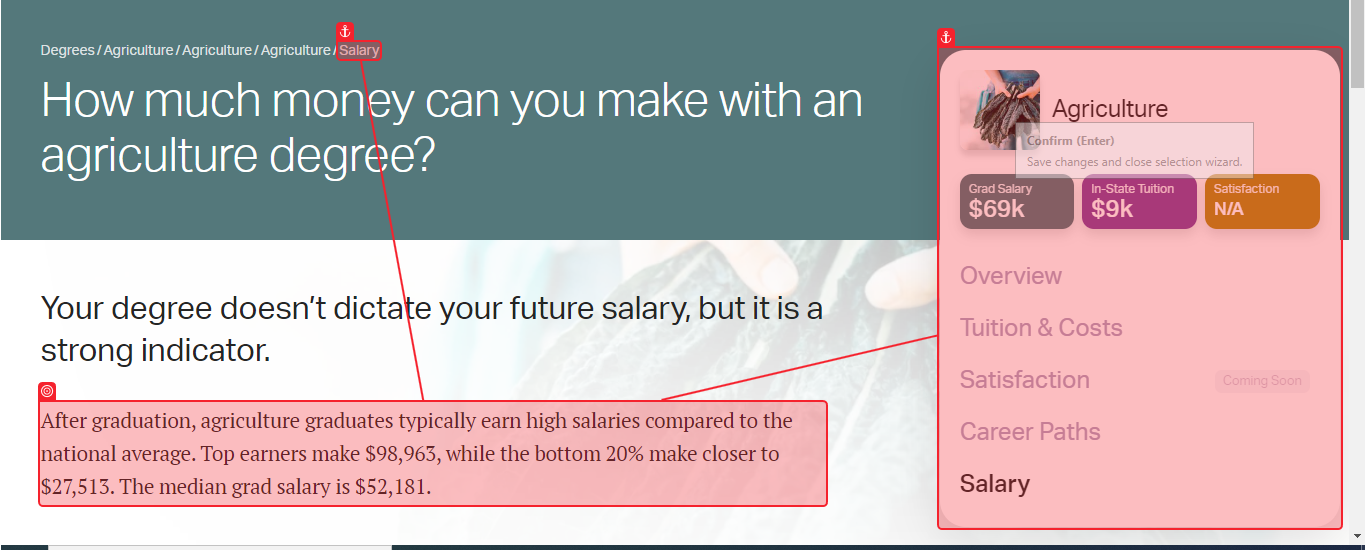 Degrees / Agriculture / Agriculture / Agriculture / Salary
How much money can you make with an
agriculture degree?
Your degree doesn’t dictate your future salary, but it is a
strong indicator.
After graduation, agriculture graduates typically earn high salaries compared to the
national average. Top earners make $98,963, while the bottom 20% make closer to
$27,513. The median grad salary is $52,181.
Agriculture
Confirm (Enter)
Save changes and close selection wizard.
Grad Salary
$69k
In-State Tuition
$9k
Satisfaction
N/A
Overview
Tuition & Costs
Satisfaction
Coming Soon
Career Paths
Salary